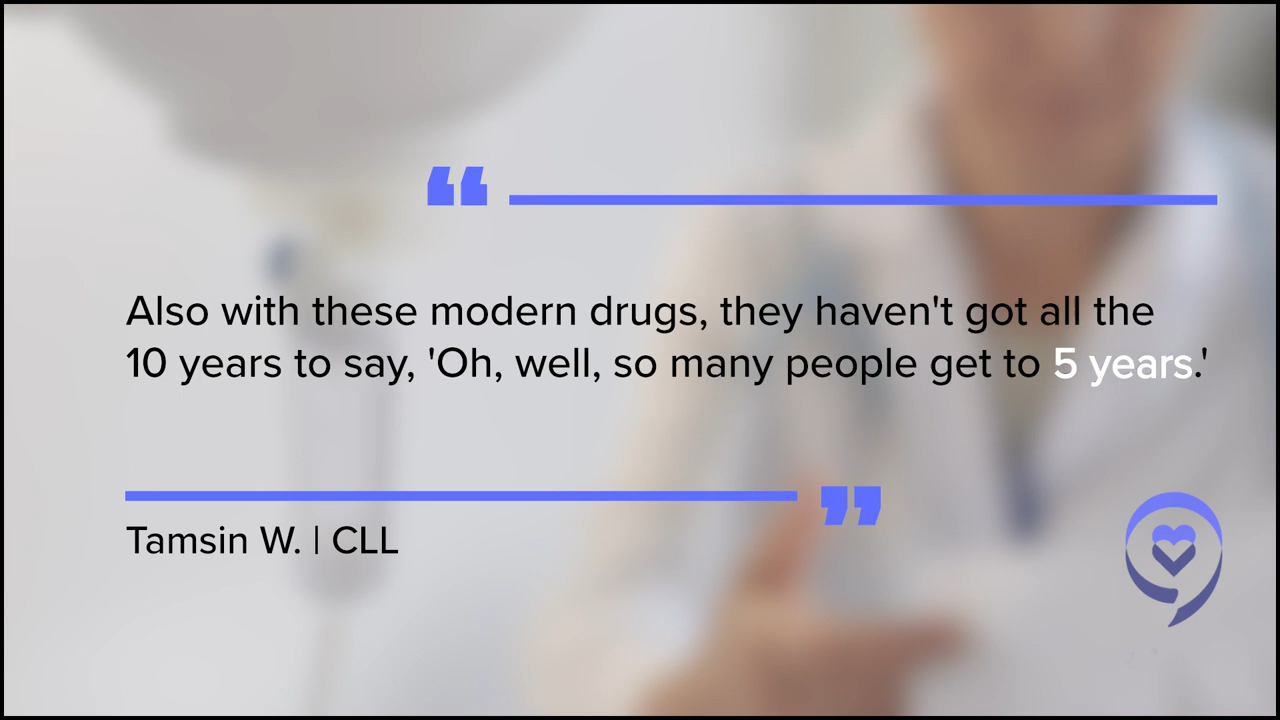 “
Also with these modern drugs, they haven't got all the
10 years to say, 'Oh, well, so many people get to 5 years.'
”
Tamsin W. | CLL